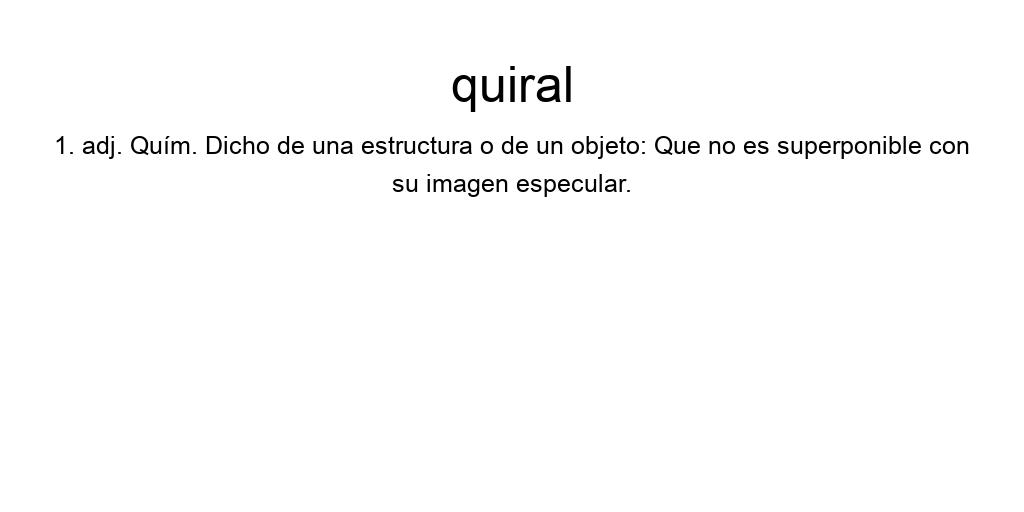 quiral
1. adj. Quím. Dicho de una estructura o de un objeto: Que no es superponible con
su imagen especular.